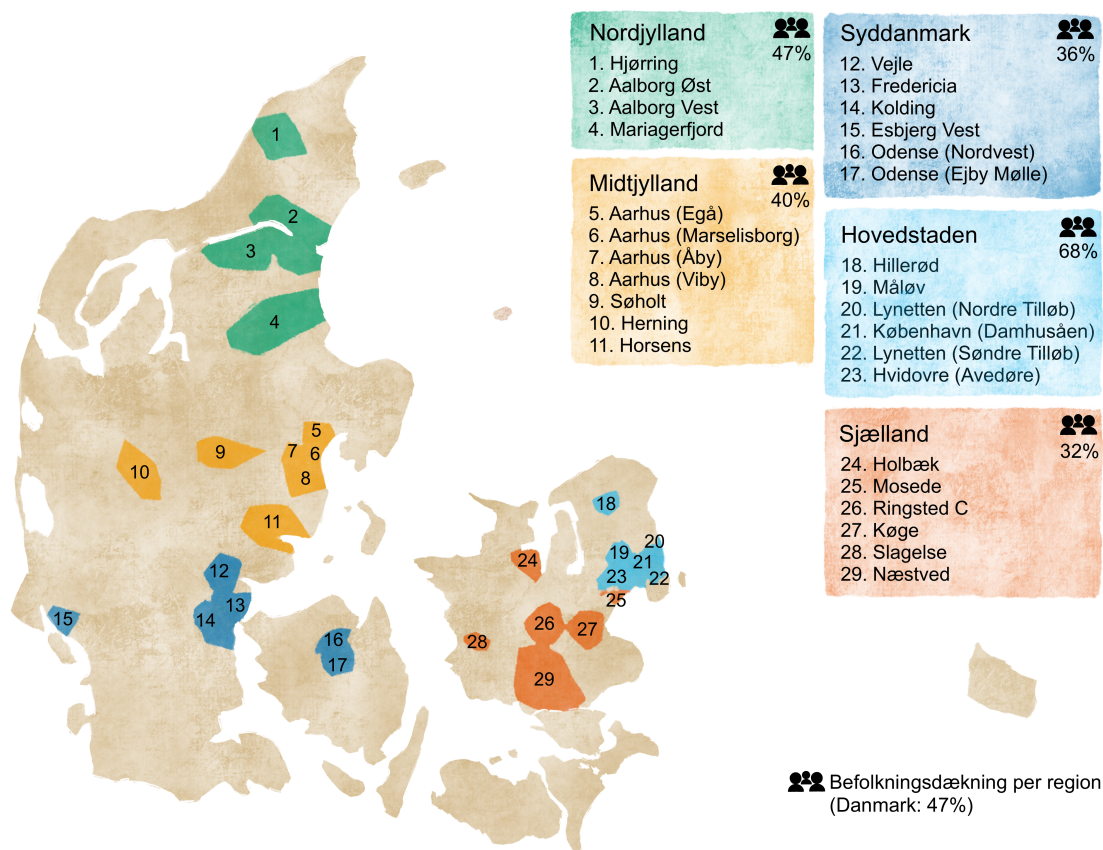 Nordjylland
47%
1. Hjørring
2. Aalborg Øst
3. Aalborg Vest
4. Mariagerfjord
Midtjylland
40%
5. Aarhus (Egå)
6. Aarhus (Marselisborg)
7. Aarhus (Åby)
8. Aarhus (Viby)
9. Søholt
10. Herning
11. Horsens
Syddanmark
36%
12. Vejle
13. Fredericia
14. Kolding
15. Esbjerg Vest
16. Odense (Nordvest)
17. Odense (Ejby Mølle)
Hovedstaden
68%
18. Hillerød
19. Måløv
20. Lynetten (Nordre Tilløb)
21. København (Damhusåen)
22. Lynetten (Søndre Tilløb)
23. Hvidovre (Avedøre)
Sjælland
32%
24. Holbæk
25. Mosede
26. Ringsted C
27. Køge
28. Slagelse
29. Næstved
1
2
3
4
5
6
7
8
9
10
11
12
13
14
15
16
17
18
19
20
21
22
23
24
25
26
27
28
29
Befolkningsdækning per region
(Danmark: 47%)